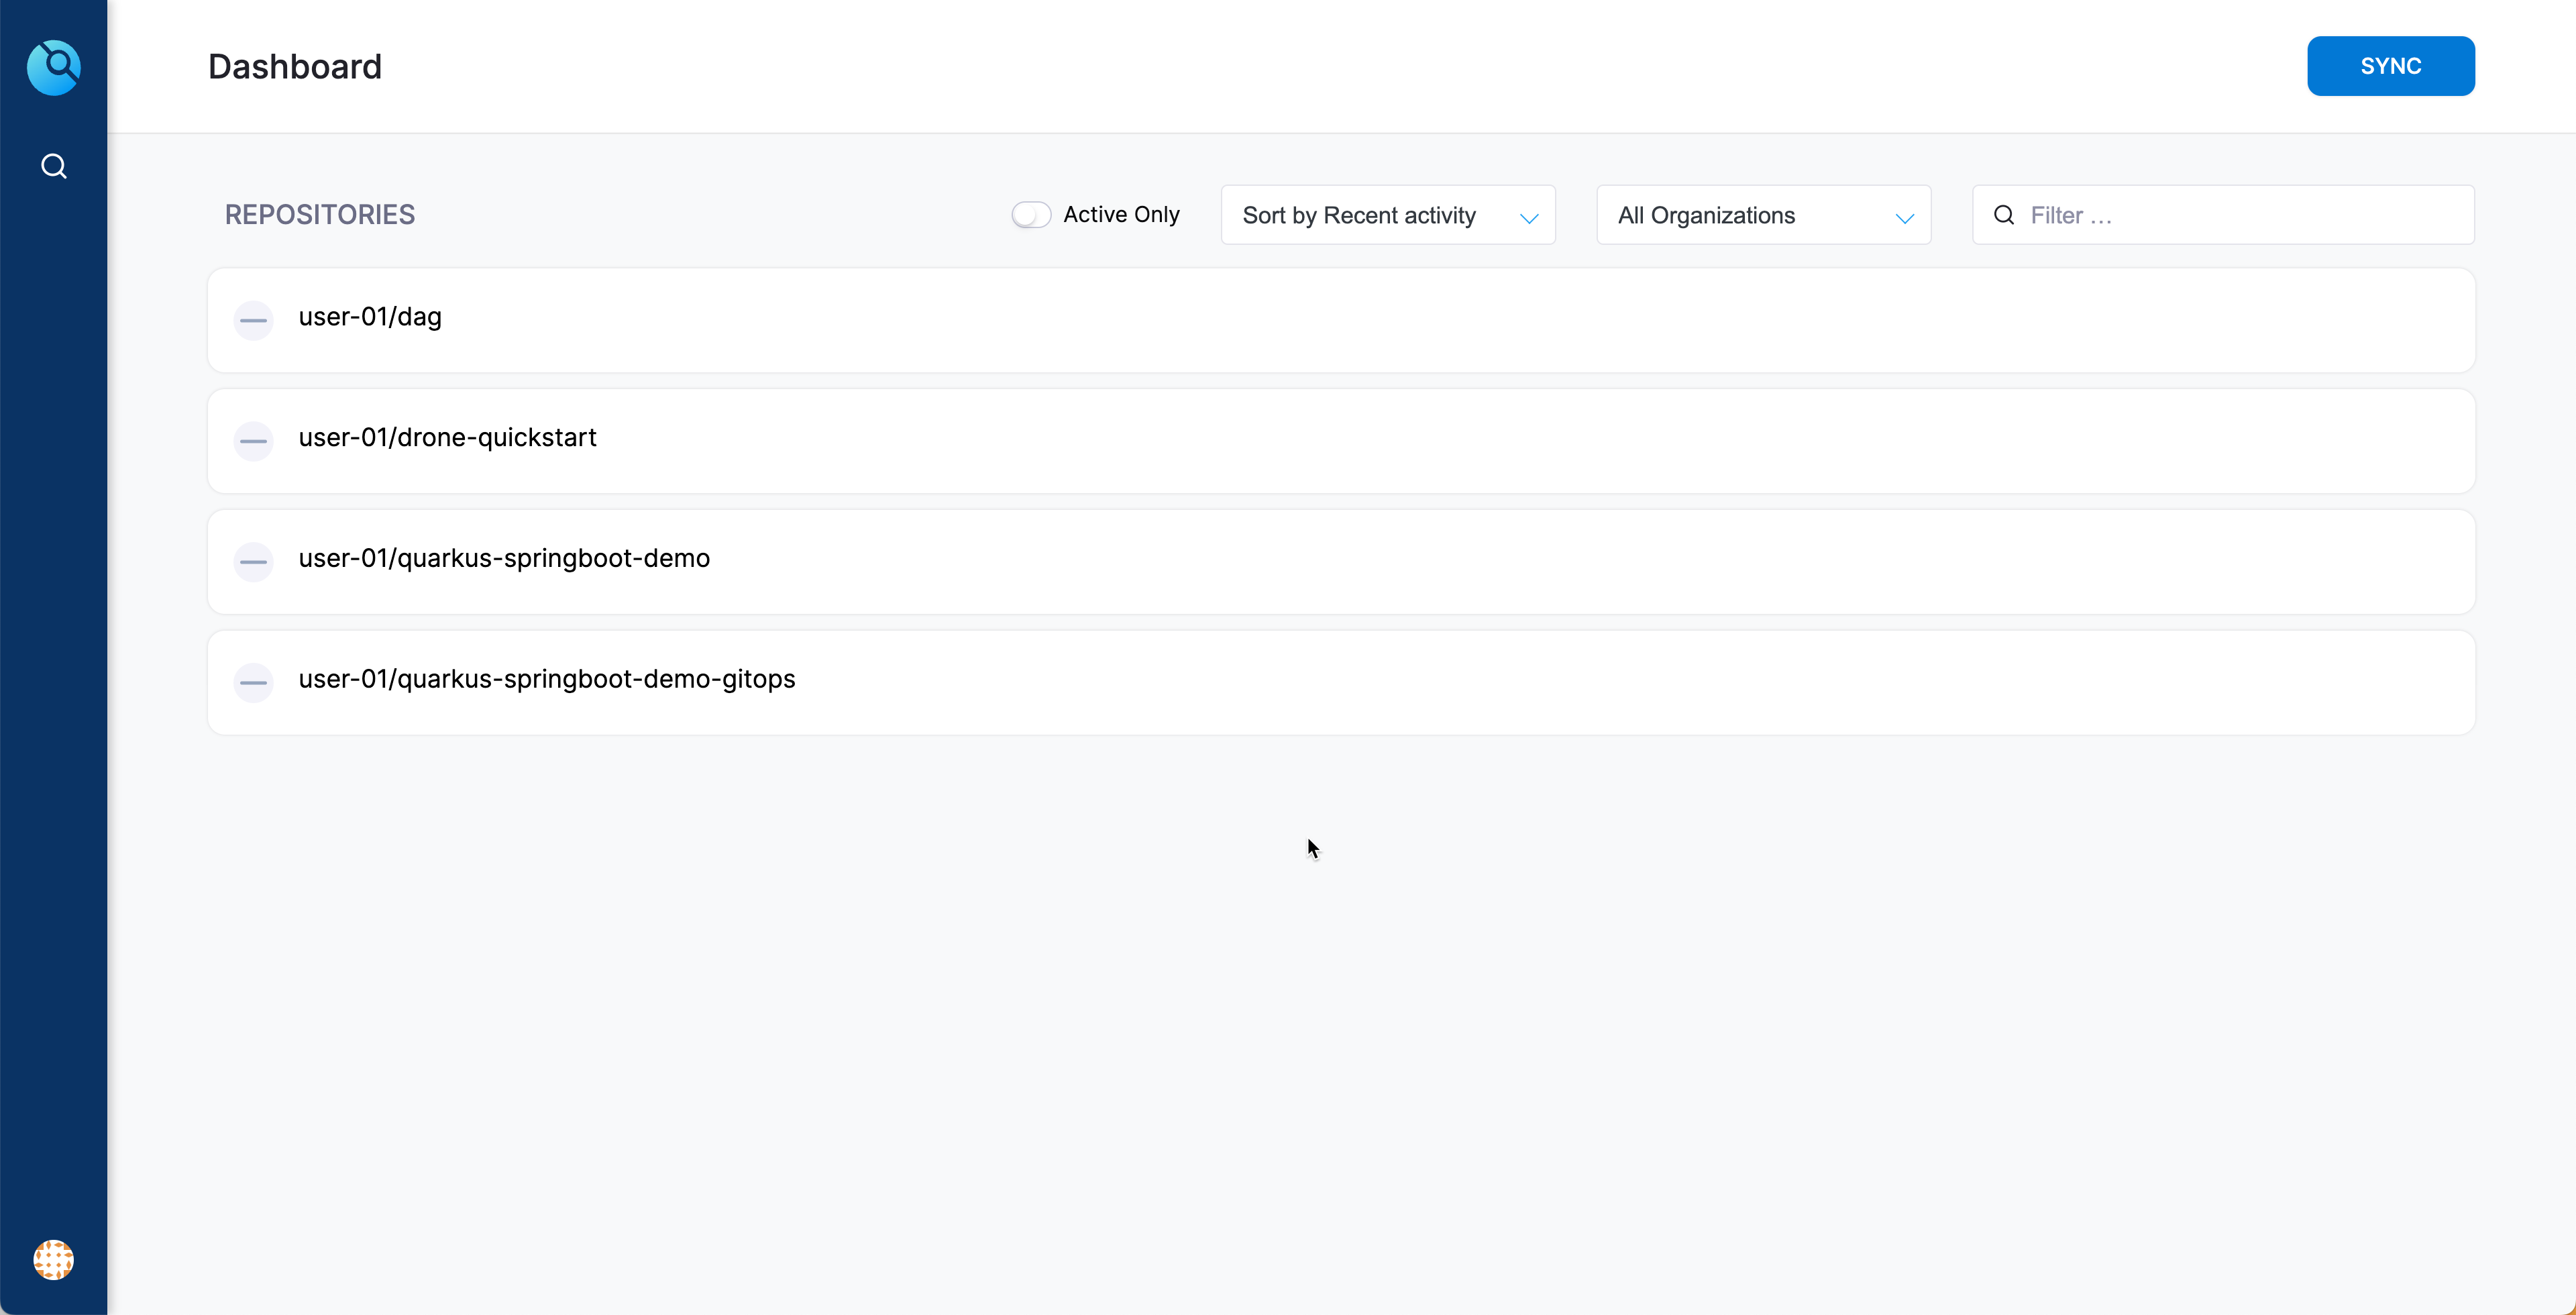 Dashboard
SYNC
REPOSITORIES
Active Only
Sort by Recent activity
All Organizations
Filter ...
user-01/dag
user-01/drone-quickstart
user-01/quarkus-springboot-demo
user-01/quarkus-springboot-demo-gitops